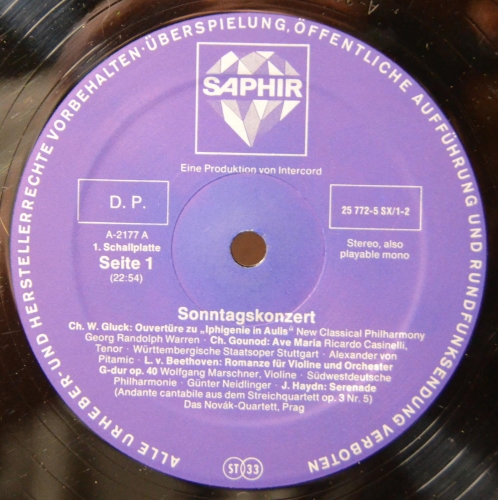 ALLE URHEBER- UND HERSTELLERRECHTE VORBEHALTEN · ÜBERSPIELUNG, ÖFFENTLICHE AUFFÜHRUNG UND RUNDFUNKSENDUNG VERBOTEN
SAPHIR
Eine Produktion von Intercord
D. P.
25 772-5 SX/1-2
A-2177 A
1. Schallplatte
Seite 1
(22:54)
Stereo, also
playable mono
Sonntagskonzert
Ch. W. Gluck: Ouvertüre zu „Iphigenie in Aulis“ New Classical Philharmony
Georg Randolph Warren · Ch. Gounod: Ave Maria Ricardo Casinelli,
Tenor · Württembergische Staatsoper Stuttgart · Alexander von
Pitamic · L. v. Beethoven: Romanze für Violine und Orchester
G-dur op. 40 Wolfgang Marschner, Violine · Südwestdeutsche
Philharmonie · Günter Neidlinger · J. Haydn: Serenade
(Andante cantabile aus dem Streichquartett op. 3 Nr. 5)
Das Novák-Quartett, Prag
ST 33